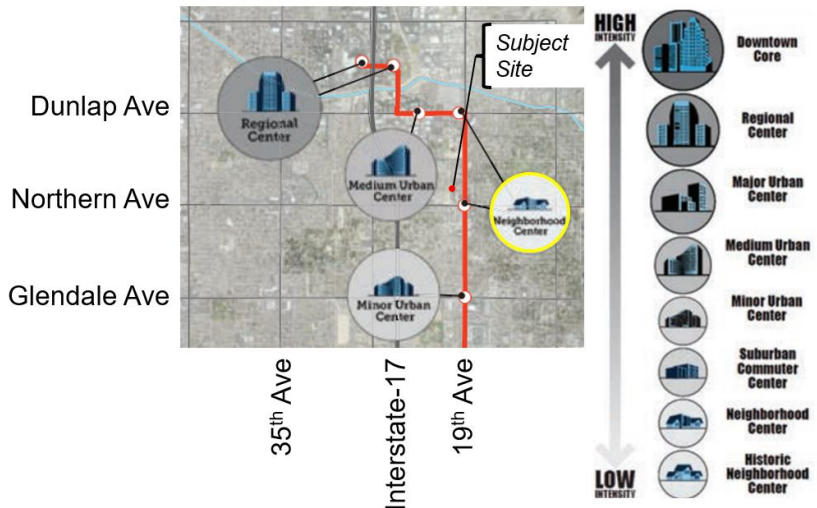 Subject
Site
Dunlap Ave
Northern Ave
Glendale Ave
Regional
Center
Medium Urban
Center
Neighborhood
Center
Minor Urban
Center
35th Ave
Interstate-17
19th Ave
HIGH
INTENSITY
LOW
INTENSITY
Downtown
Core
Regional
Center
Major Urban
Center
Medium Urban
Center
Minor Urban
Center
Suburban
Commuter
Center
Neighborhood
Center
Historic
Neighborhood
Center